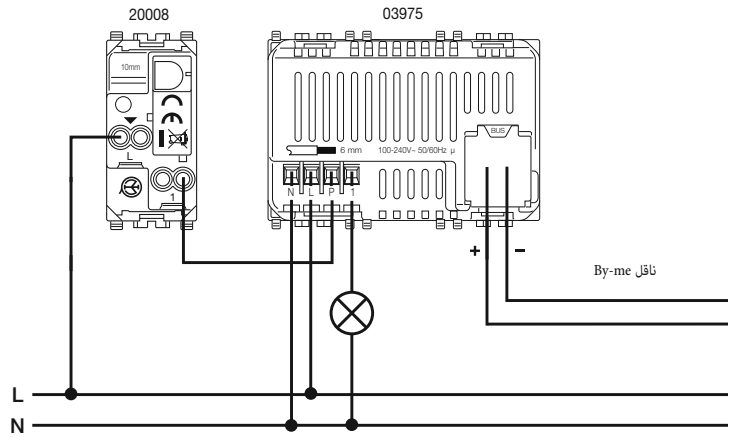 20008
03975
10mm
L
1
6 mm
100-240V~ 50/60Hz µ
BUS
N L P 1
+ -
ناقل By-me
L
N